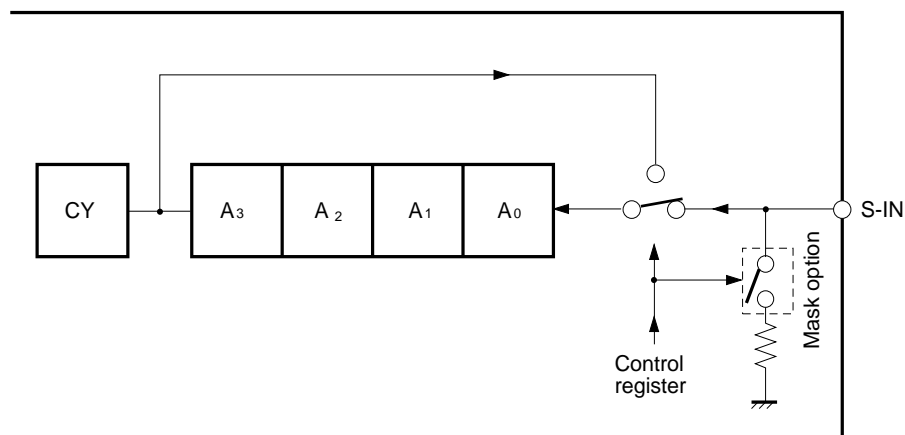 CY
A3
A2
A1
A0
S-IN
Mask option
Control
register